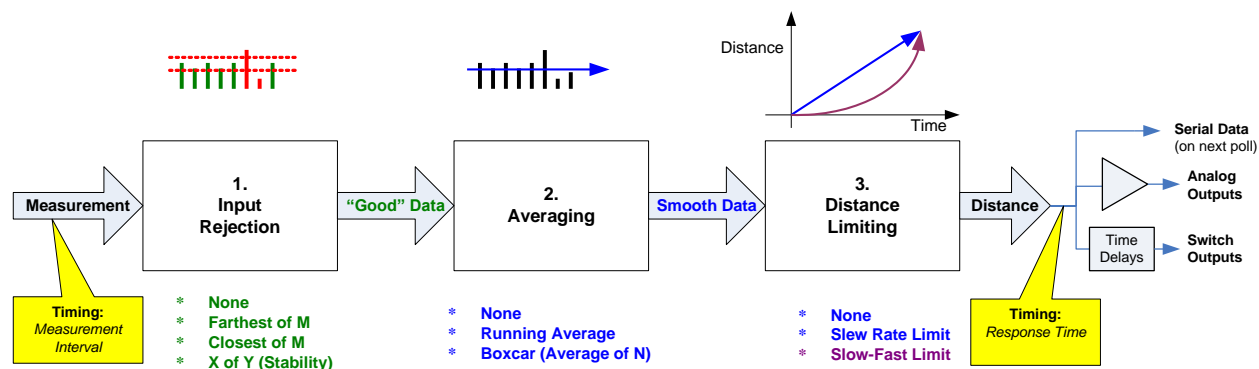 Distance
Time
Serial Data
(on next poll)
Measurement
1.
Input
Rejection
“Good” Data
2.
Averaging
Smooth Data
3.
Distance
Limiting
Distance
Analog
Outputs
Time
Delays
Switch
Outputs
Timing:
Measurement
Interval
* None
* Farthest of M
* Closest of M
* X of Y (Stability)
* None
* Running Average
* Boxcar (Average of N)
* None
* Slew Rate Limit
* Slow-Fast Limit
Timing:
Response Time